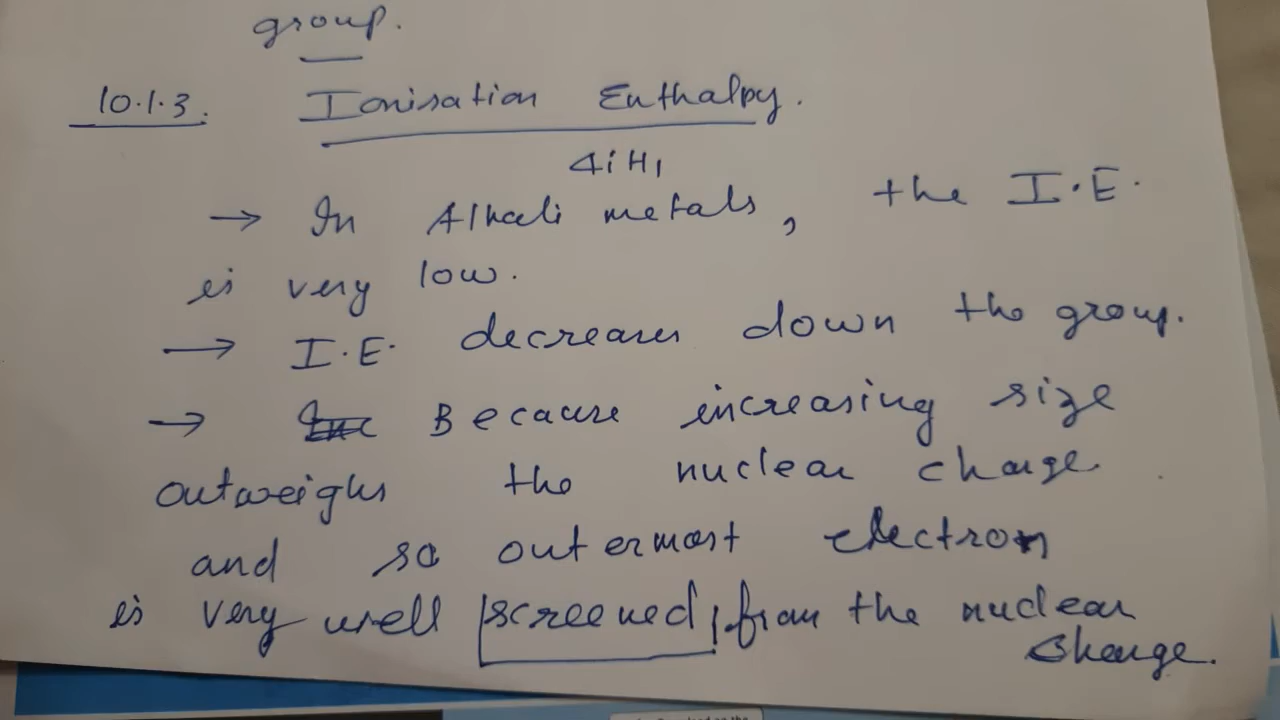 group.
10.1.3. Ionisation Enthalpy.
ΔiH1
→ In Alkali metals, the I.E.
is very low.
→ I.E. decreases down the group.
→ Because increasing size
outweighs the nuclear charge
and so outermost electron
is very well screened, from the nuclear
charge.